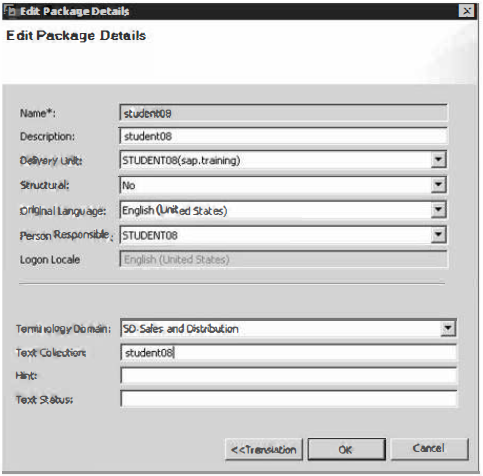 Edit Package Details
Edit Package Details
Name*: student08
Description: student08
Delivery Unit: STUDENT08(sap.training)
Structural: No
Original Language: English (United States)
Person Responsible: STUDENT08
Logon Locale English (United States)
Terminology Domain: SD-Sales and Distribution
Text Collection: student08
Hint:
Text Status:
<<Translation OK Cancel